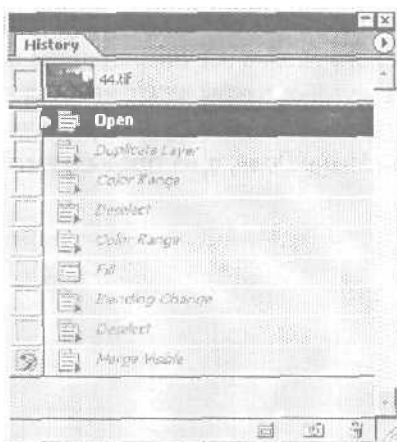 History
44.tif
Open
Duplicate Layer
Color Range
Deselect
Color Range
Fill
Blending Change
Deselect
Merge Visible